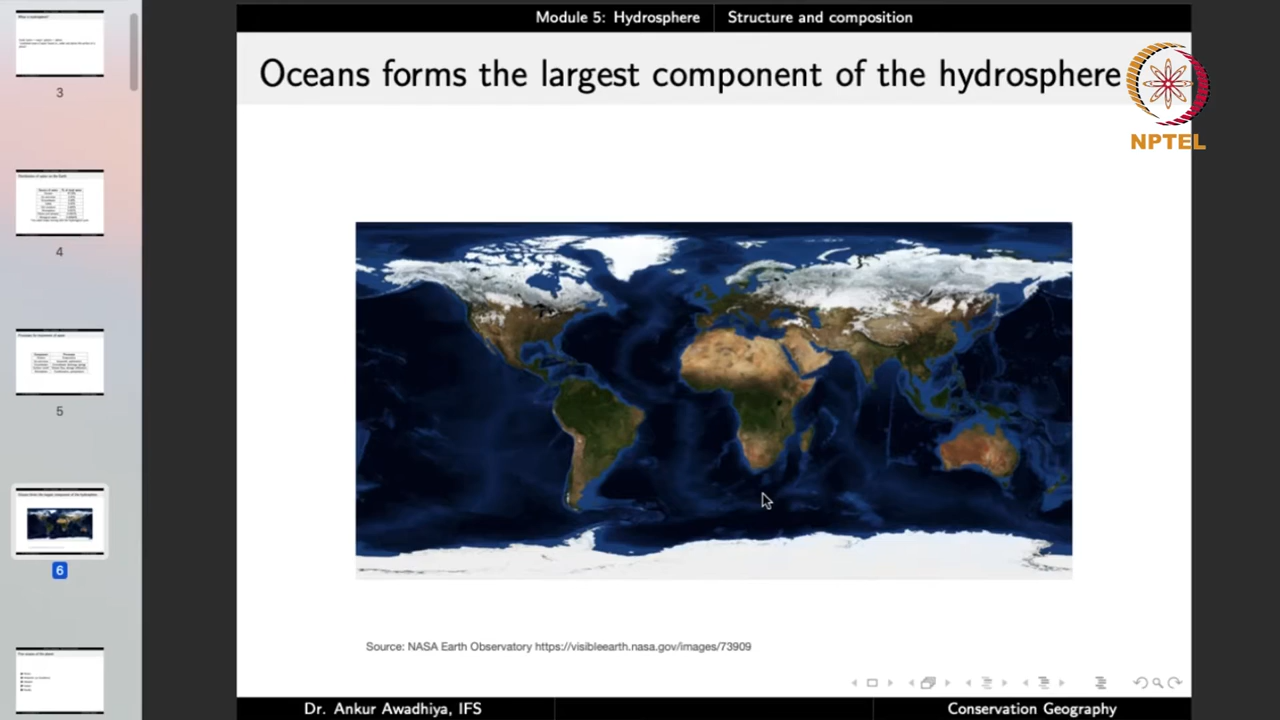 Module 5: Hydrosphere
Structure and composition
Oceans forms the largest component of the hydrosphere
NPTEL
3
4
5
6
Source: NASA Earth Observatory https://visibleearth.nasa.gov/images/73909
Dr. Ankur Awadhiya, IFS
Conservation Geography